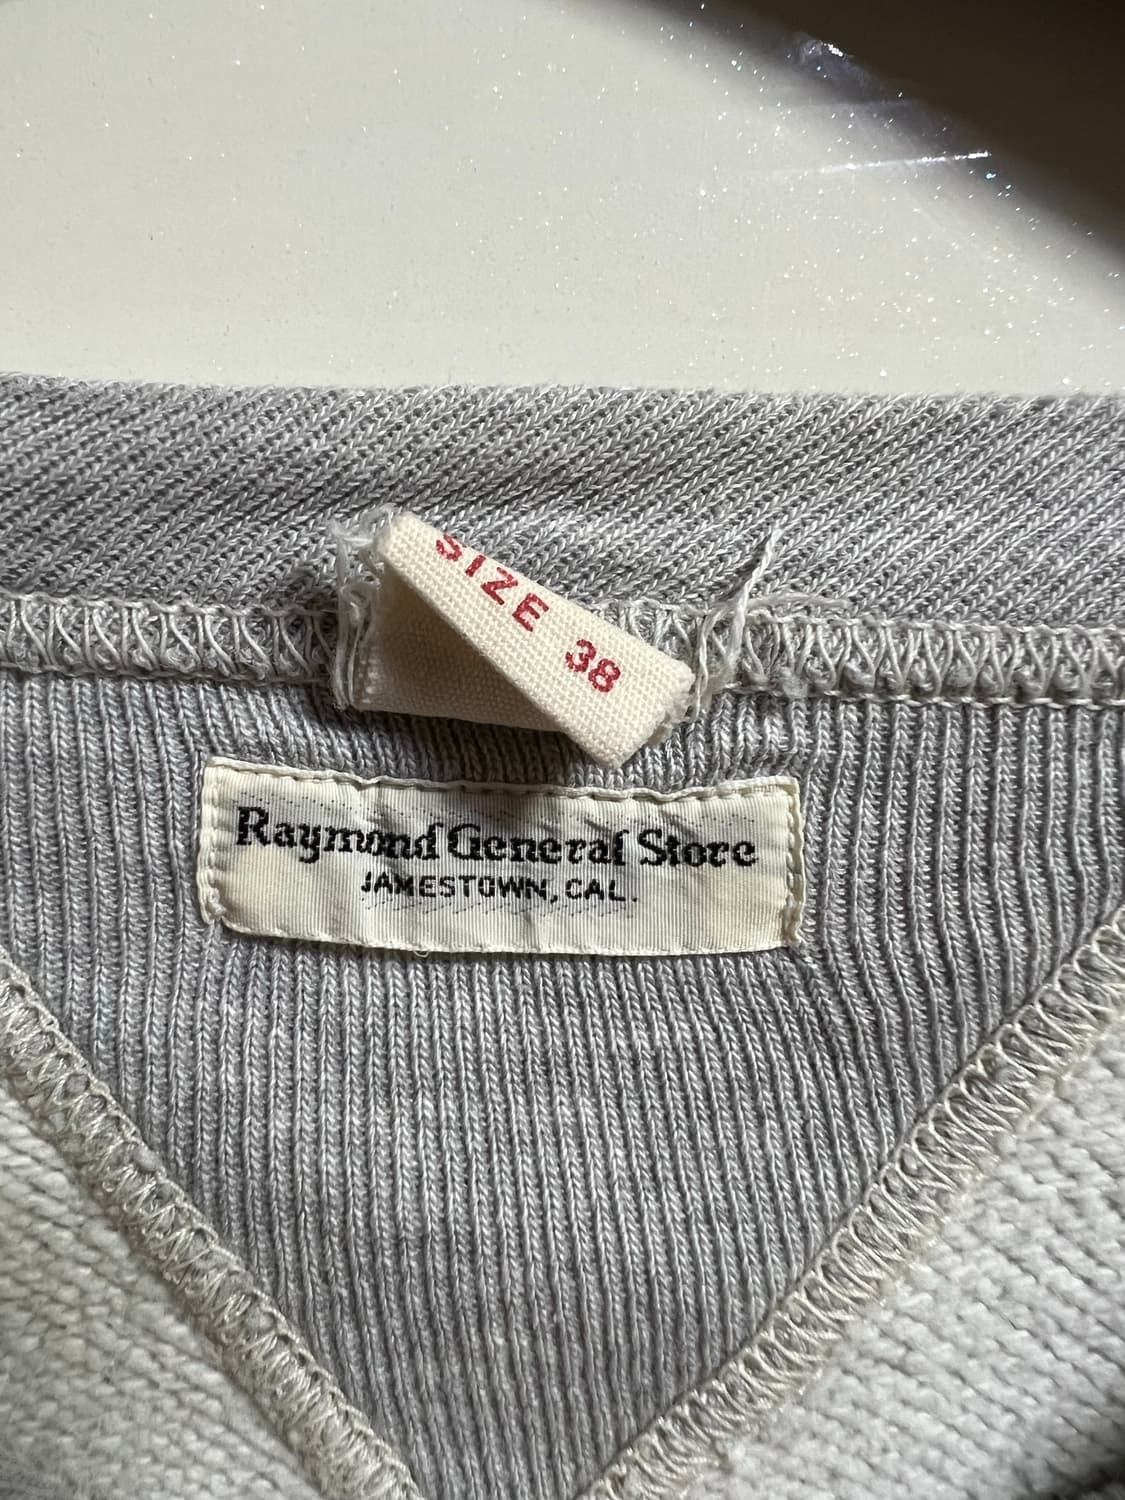 SIZE 38
Raymond General Store
JAMESTOWN, CAL.